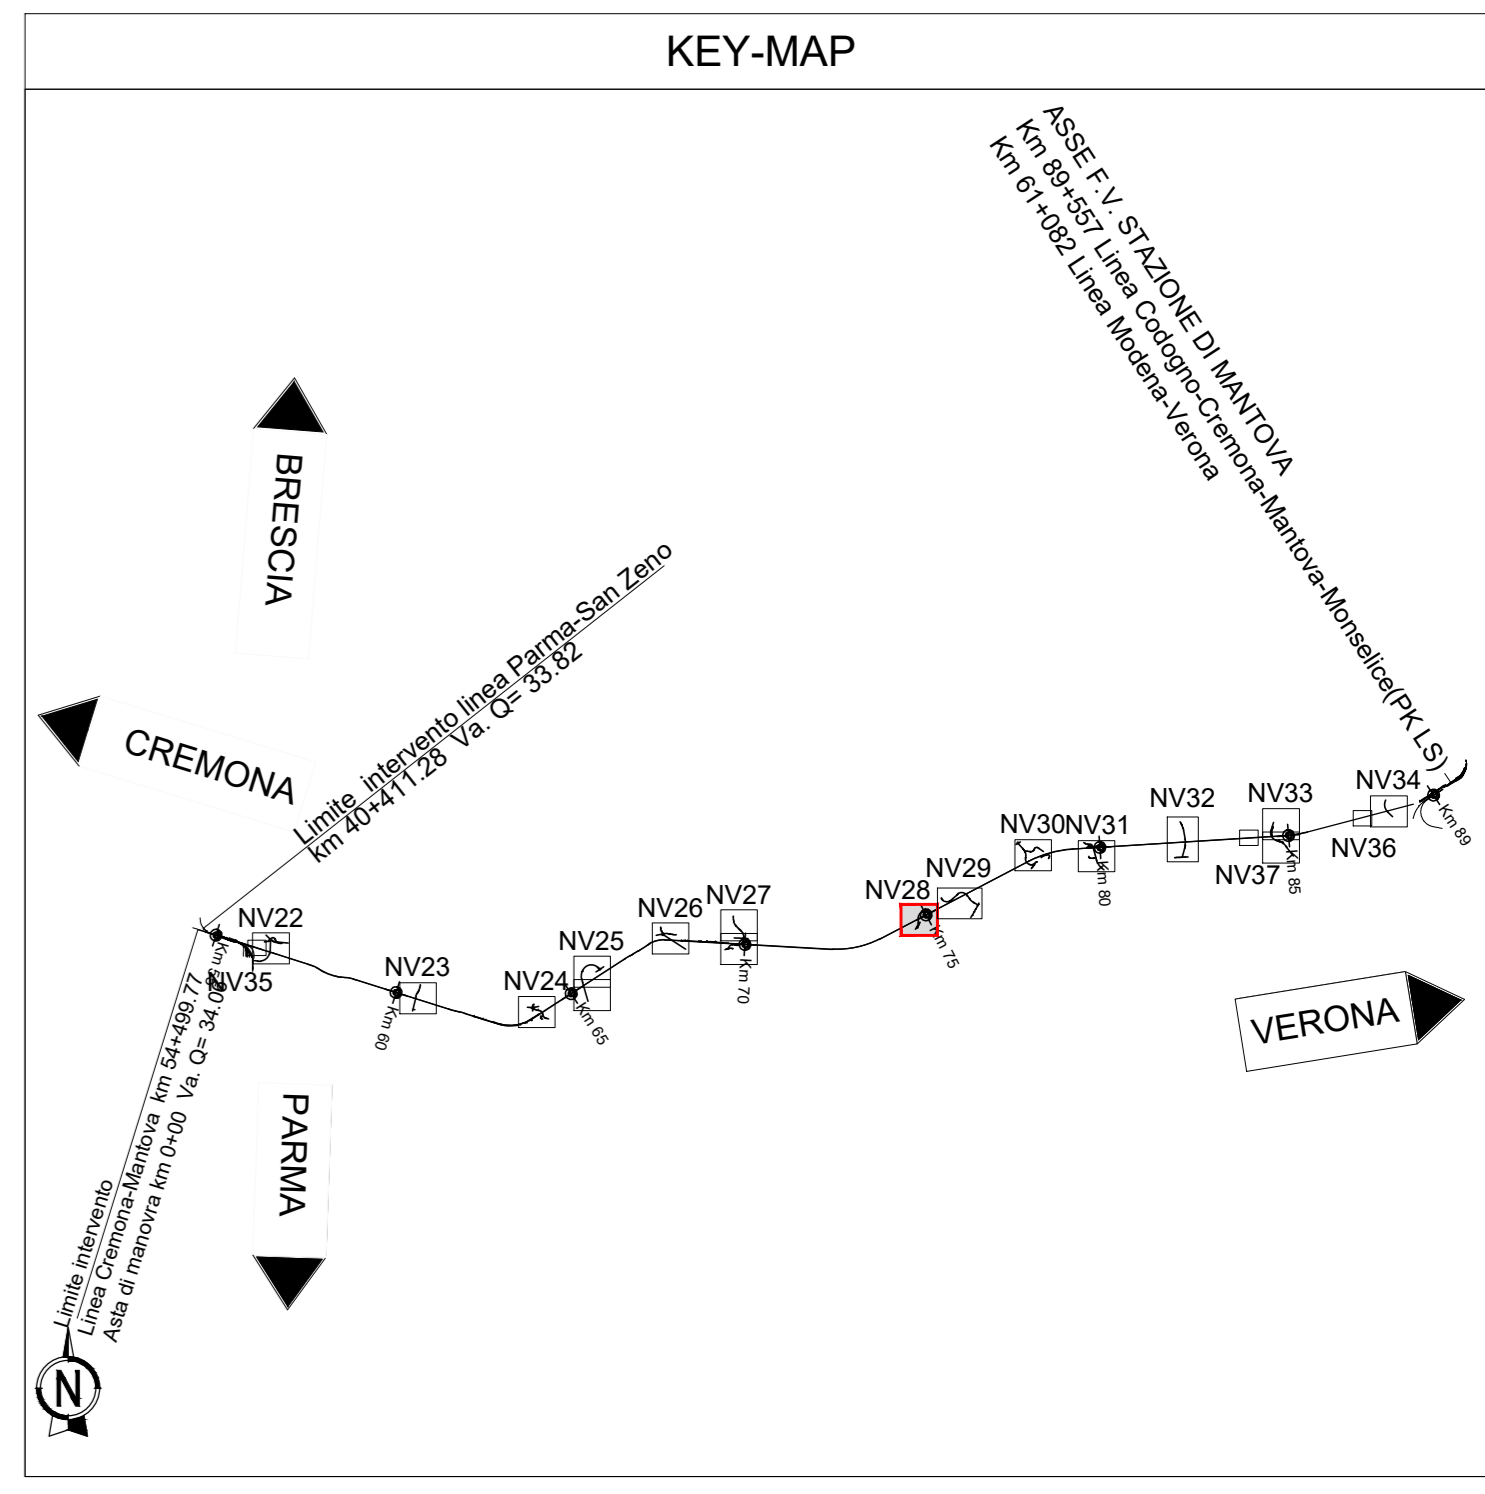 KEY-MAP
ASSE F.V. STAZIONE DI MANTOVA
Km 89+557 Linea Codogno-Cremona-Mantova-Monselice(PK LS)
Km 61+082 Linea Modena-Verona
BRESCIA
CREMONA
Limite intervento linea Parma-San Zeno
km 40+411.28 Va. Q= 33.82
NV22
NV35
NV23
Km 60
NV24
NV25
Km 65
NV26
NV27
Km 70
NV28
NV29
Km 75
NV30
NV31
Km 80
NV32
NV33
NV37
Km 85
NV34
NV36
Km 89
VERONA
PARMA
Limite intervento
Linea Cremona-Mantova km 54+499.77
Asta di manovra km 0+00 Va. Q=
N